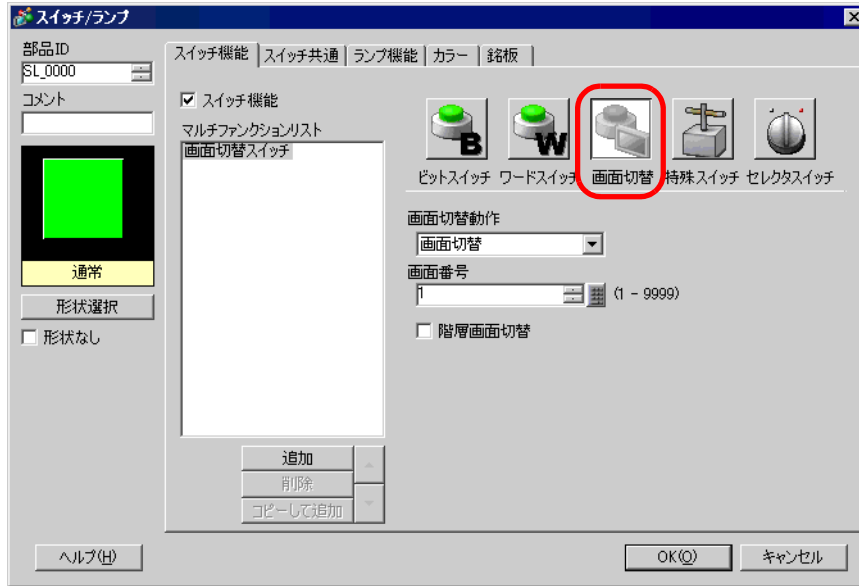 スイッチ/ランプ
部品ID
SL_0000
コメント
通常
形状選択
形状なし
スイッチ機能
スイッチ共通
ランプ機能
カラー
銘板
スイッチ機能
マルチファンクションリスト
画面切替スイッチ
追加
削除
コピーして追加
B
W
ビットスイッチ
ワードスイッチ
画面切替
特殊スイッチ
セレクタスイッチ
画面切替動作
画面切替
画面番号
1
(1 - 9999)
階層画面切替
ヘルプ(H)
OK(O)
キャンセル